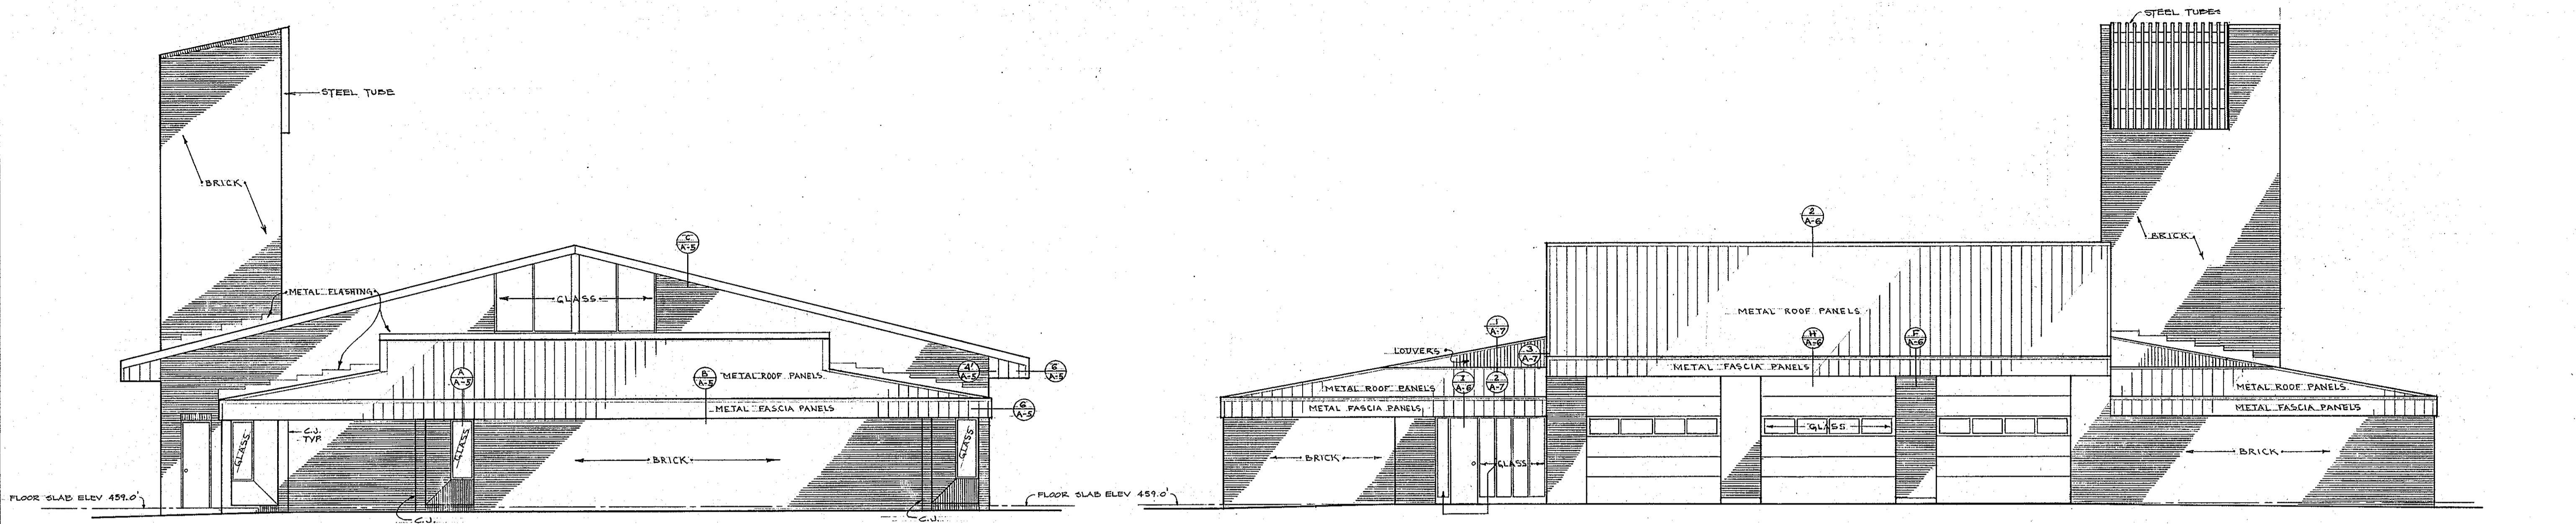 STEEL TUBE
BRICK
C
A-5
METAL FLASHING
GLASS
4'
A-5
6
A-5
A
A-5
B
A-5
METAL ROOF PANELS
METAL FASCIA PANELS
G
A-5
C.J.
TYP.
GLASS
GLASS
GLASS
BRICK
FLOOR SLAB ELEV 459.0'
FLOOR SLAB ELEV 459.0'
C.J.
C.J.
STEEL TUBES
2
A-6
BRICK
METAL ROOF PANELS
1
A-7
LOUVERS
3
A-7
H
A-6
F
A-6
METAL FASCIA PANELS
I
A-6
2
A-7
METAL ROOF PANELS
METAL FASCIA PANELS
METAL ROOF PANELS
METAL FASCIA PANELS
GLASS
BRICK
GLASS
BRICK